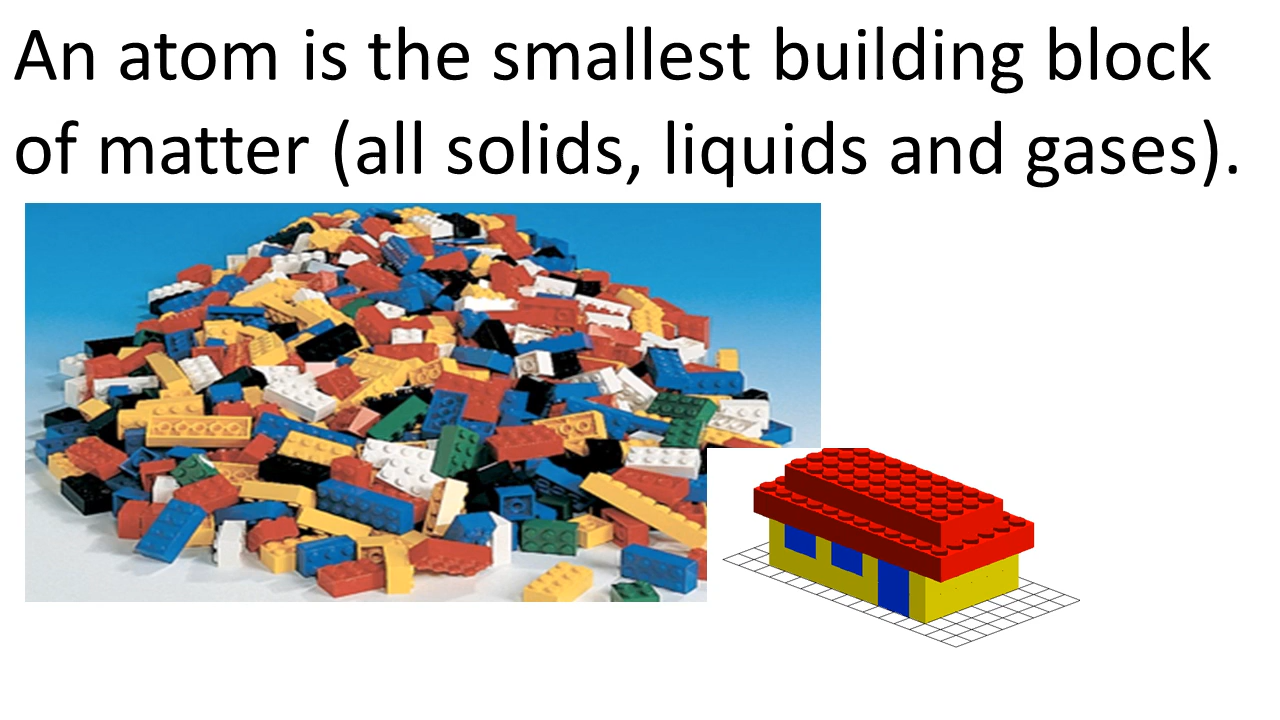 An atom is the smallest building block
of matter (all solids, liquids and gases).